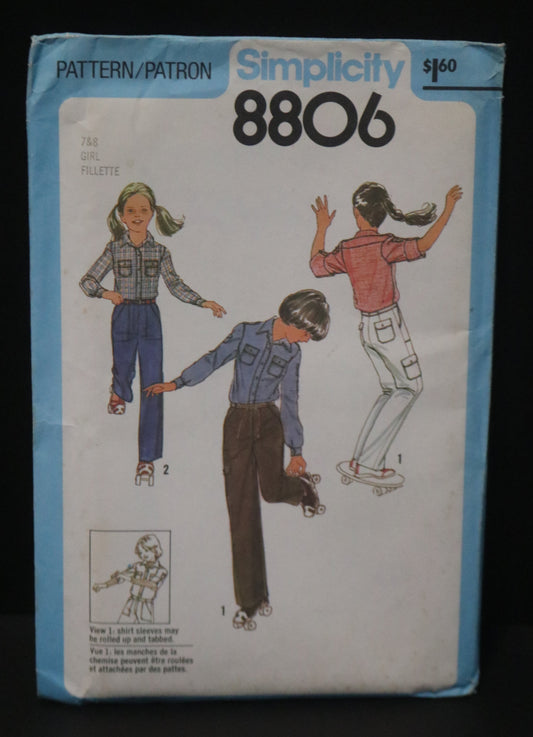 PATTERN/PATRON
Simplicity
$1.60
8806
7&8
GIRL
FILLETTE
2
1
1
View 1: shirt sleeves may
be rolled up and tabbed.
Vue 1: les manches de la
chemise peuvent être roulées
et attachées par des pattes.